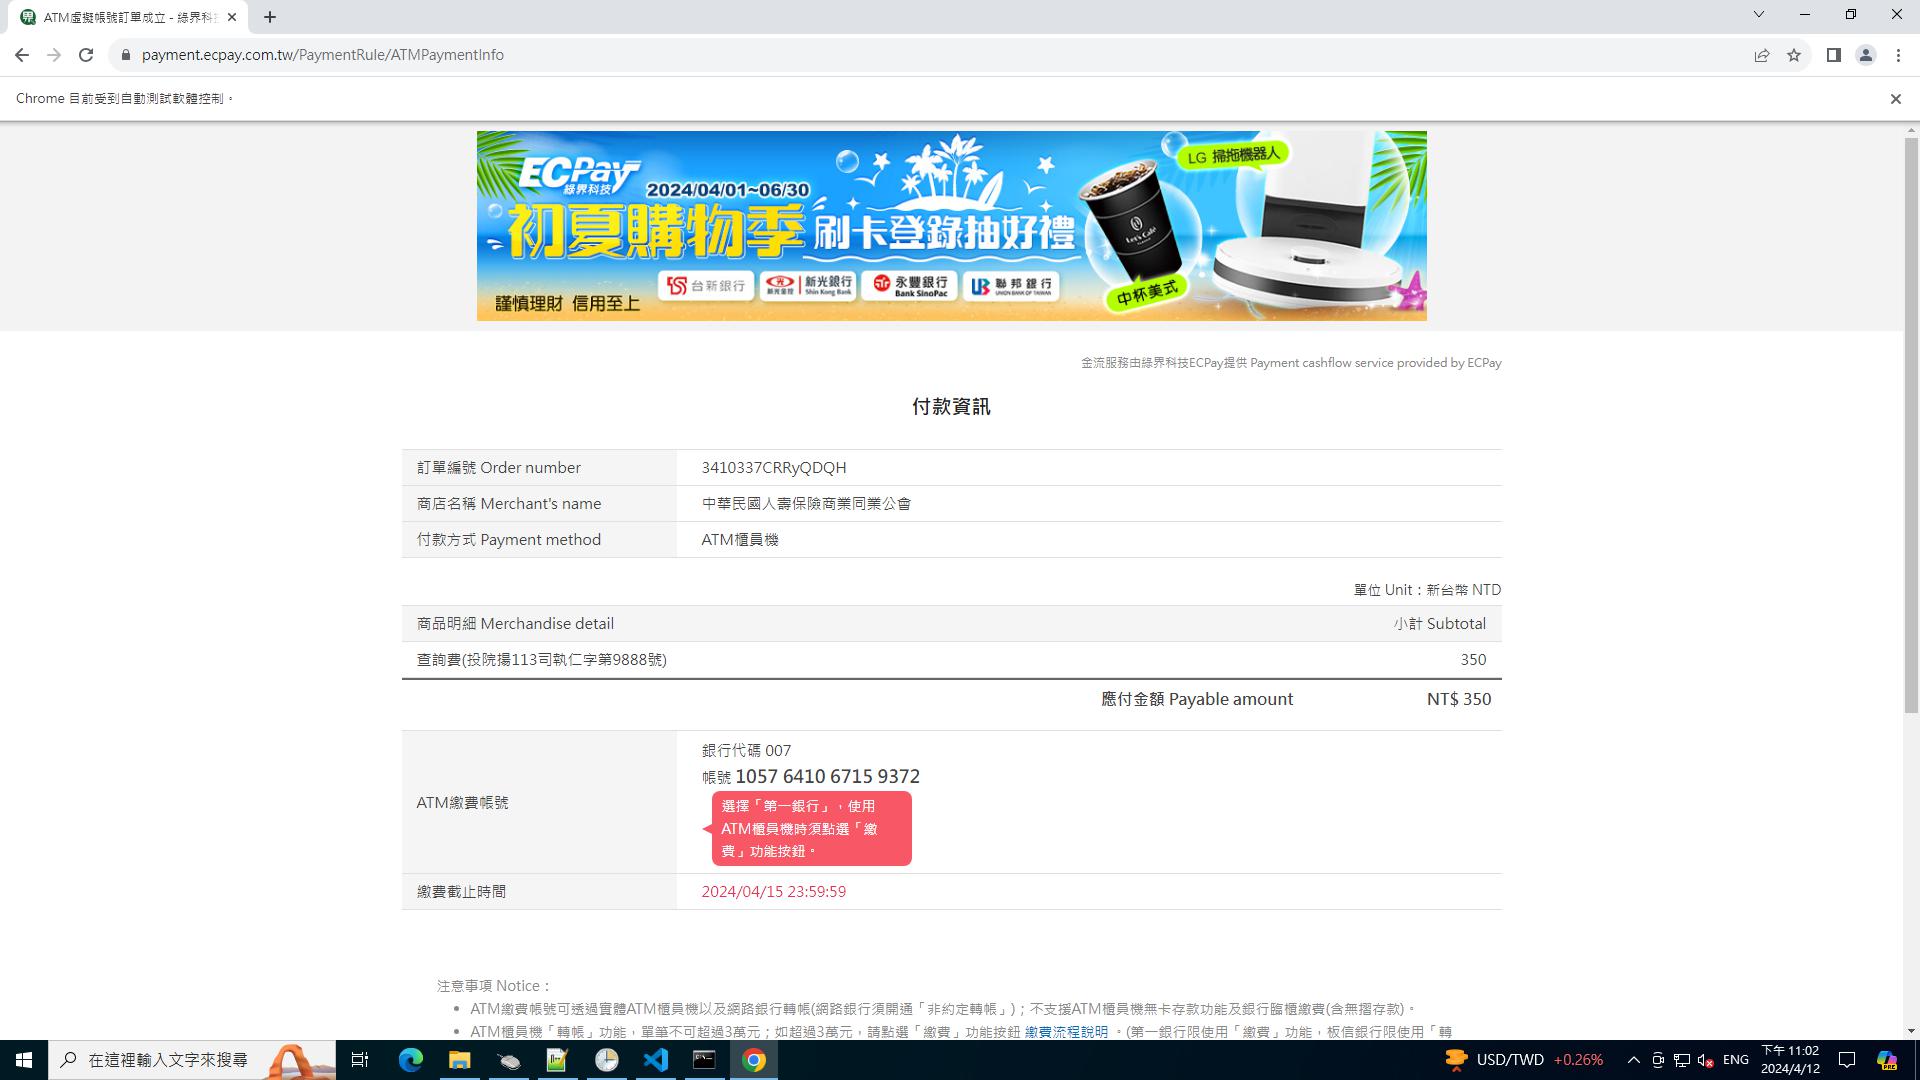 ATM虛擬帳號訂單成立 - 綠界科
payment.ecpay.com.tw/PaymentRule/ATMPaymentInfo
Chrome 目前受到自動測試軟體控制。
ECPay
綠界科技
2024/04/01~06/30
初夏購物季 刷卡登錄抽好禮
LG 掃拖機器人
Let's Café
中杯美式
台新銀行 新光金控 新光銀行 Shin Kong Bank 永豐銀行 Bank SinoPac 聯邦銀行 UNION BANK OF TAIWAN
謹慎理財 信用至上
金流服務由綠界科技ECPay提供 Payment cashflow service provided by ECPay
付款資訊
訂單編號 Order number 3410337CRRyQDQH
商店名稱 Merchant's name 中華民國人壽保險商業同業公會
付款方式 Payment method ATM櫃員機
單位 Unit：新台幣 NTD
商品明細 Merchandise detail 小計 Subtotal
查詢費(投院揚113司執仁字第9888號) 350
應付金額 Payable amount NT$ 350
ATM繳費帳號
銀行代碼 007
帳號 1057 6410 6715 9372
選擇「第一銀行」，使用
ATM櫃員機時須點選「繳
費」功能按鈕。
繳費截止時間 2024/04/15 23:59:59
注意事項 Notice：
ATM繳費帳號可透過實體ATM櫃員機以及網路銀行轉帳(網路銀行須開通「非約定轉帳」)；不支援ATM櫃員機無卡存款功能及銀行臨櫃繳費(含無摺存款)。
ATM櫃員機「轉帳」功能，單筆不可超過3萬元；如超過3萬元，請點選「繳費」功能按鈕 繳費流程說明 。(第一銀行限使用「繳費」功能，板信銀行限使用「轉
在這裡輸入文字來搜尋
USD/TWD +0.26%
ENG
下午 11:02
2024/4/12